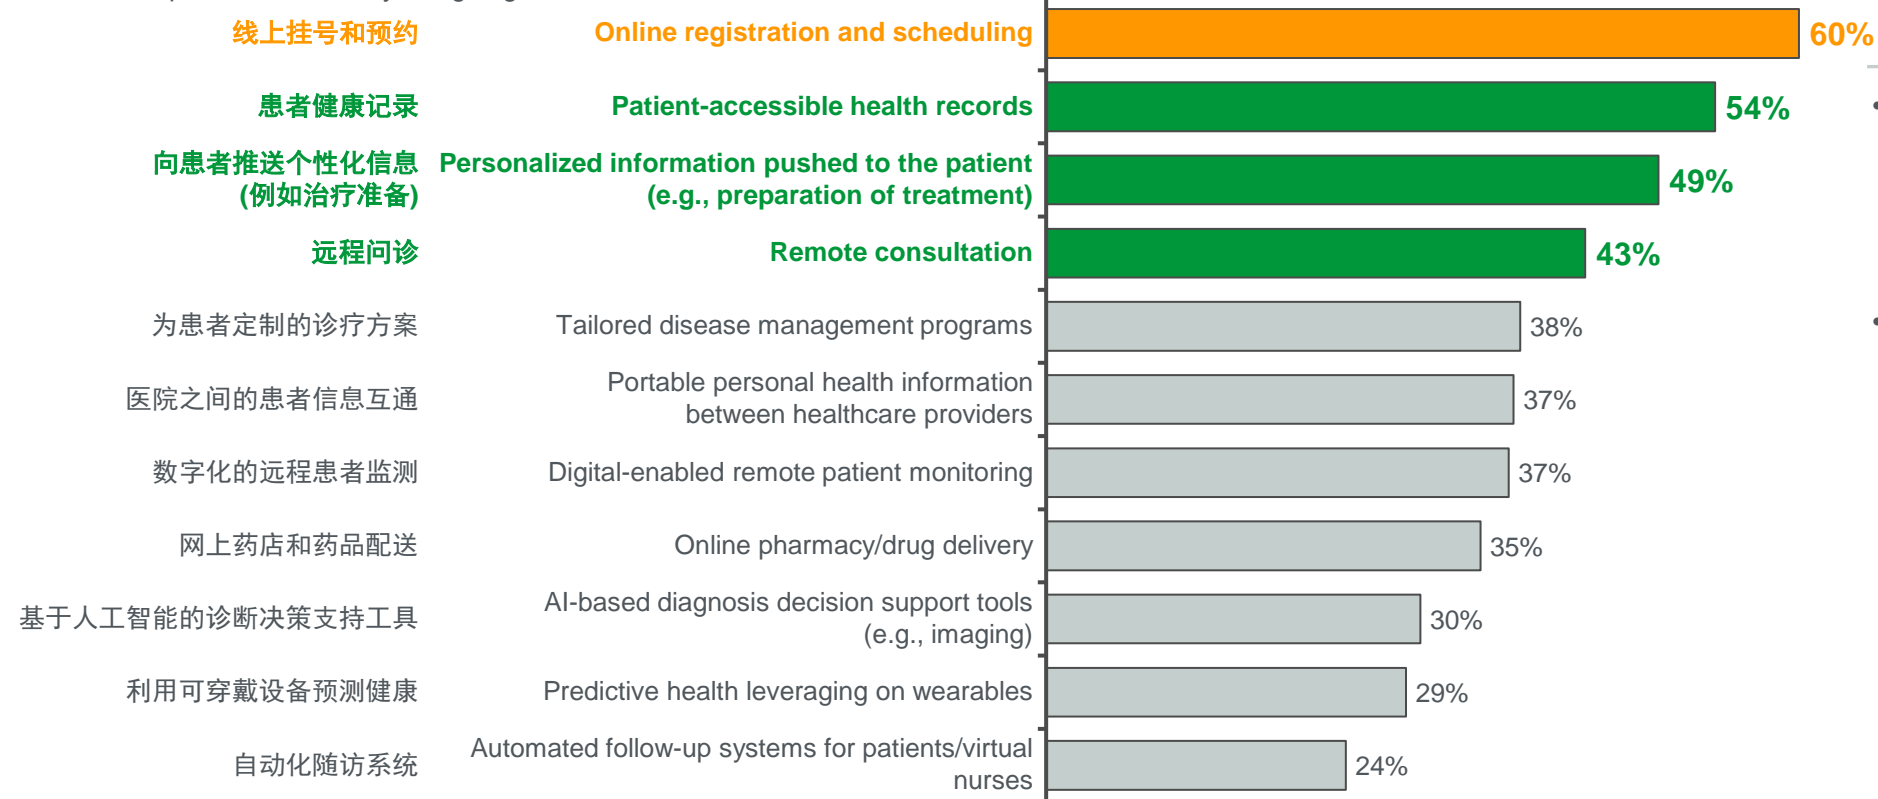 线上挂号和预约 Online registration and scheduling 60%
患者健康记录 Patient-accessible health records 54%
向患者推送个性化信息 Personalized information pushed to the patient
(例如治疗准备) (e.g., preparation of treatment) 49%
远程问诊 Remote consultation 43%
为患者定制的诊疗方案 Tailored disease management programs 38%
医院之间的患者信息互通 Portable personal health information
between healthcare providers 37%
数字化的远程患者监测 Digital-enabled remote patient monitoring 37%
网上药店和药品配送 Online pharmacy/drug delivery 35%
基于人工智能的诊断决策支持工具 AI-based diagnosis decision support tools
(e.g., imaging) 30%
利用可穿戴设备预测健康 Predictive health leveraging on wearables 29%
自动化随访系统 Automated follow-up systems for patients/virtual
nurses 24%